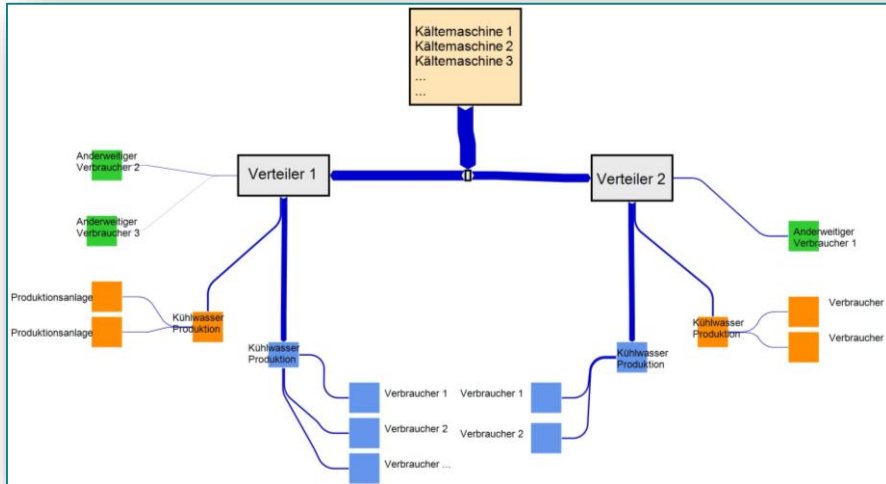 Kältemaschine 1
Kältemaschine 2
Kältemaschine 3
...
...
Anderweitiger
Verbraucher 2
Verteiler 1
Verteiler 2
Anderweitiger
Verbraucher 3
Anderweitiger
Verbraucher 1
Produktionsanlage
Produktionsanlage
Kühlwasser
Produktion
Kühlwasser
Produktion
Verbraucher
Verbraucher
Kühlwasser
Produktion
Kühlwasser
Produktion
Verbraucher 1
Verbraucher 2
Verbraucher ...
Verbraucher 1
Verbraucher 2